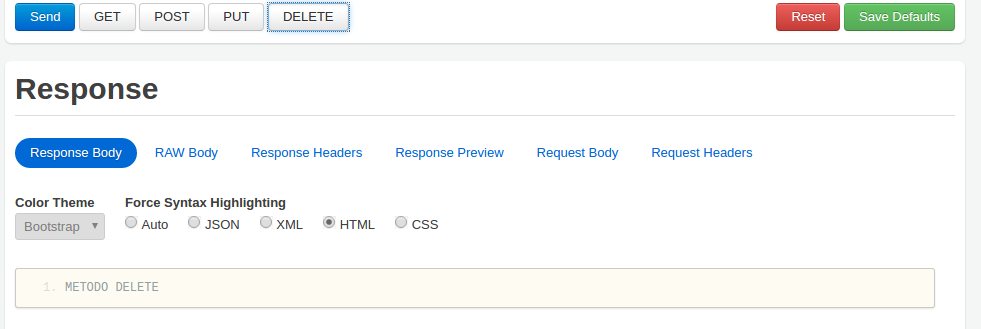 Send GET POST PUT DELETE Reset Save Defaults
Response
Response Body RAW Body Response Headers Response Preview Request Body Request Headers
Color Theme Force Syntax Highlighting
Bootstrap Auto JSON XML HTML CSS
1. METODO DELETE